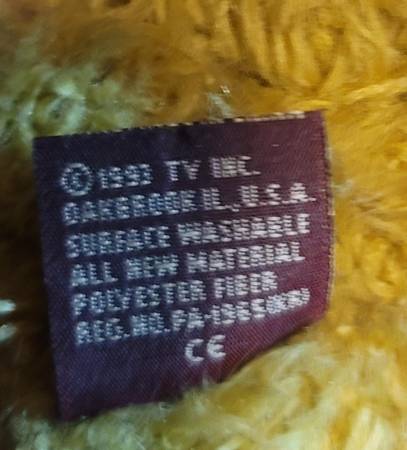 © 1993 TY INC.
OAKBROOK IL., U.S.A.
SURFACE WASHABLE
ALL NEW MATERIAL
POLYESTER FIBER
REG. NO. PA-1965(KR)
CE